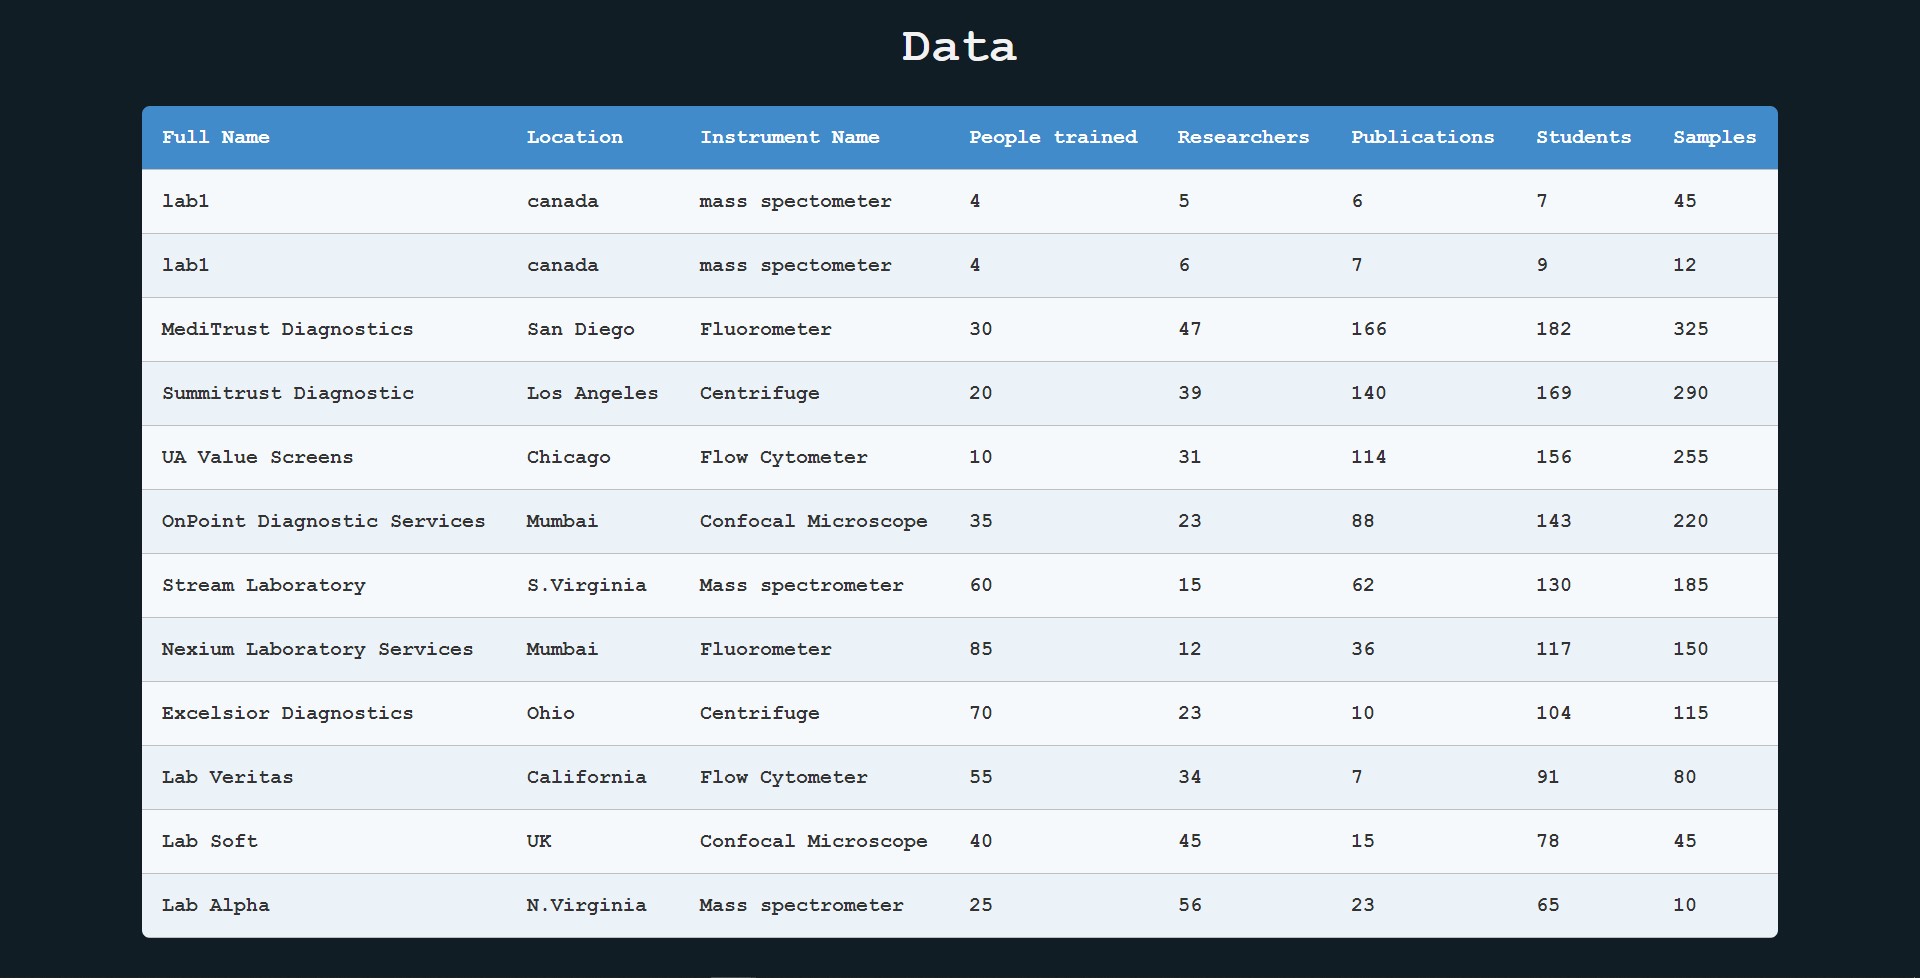 Data
Full Name Location Instrument Name People trained Researchers Publications Students Samples
lab1 canada mass spectometer 4 5 6 7 45
lab1 canada mass spectometer 4 6 7 9 12
MediTrust Diagnostics San Diego Fluorometer 30 47 166 182 325
Summitrust Diagnostic Los Angeles Centrifuge 20 39 140 169 290
UA Value Screens Chicago Flow Cytometer 10 31 114 156 255
OnPoint Diagnostic Services Mumbai Confocal Microscope 35 23 88 143 220
Stream Laboratory S.Virginia Mass spectrometer 60 15 62 130 185
Nexium Laboratory Services Mumbai Fluorometer 85 12 36 117 150
Excelsior Diagnostics Ohio Centrifuge 70 23 10 104 115
Lab Veritas California Flow Cytometer 55 34 7 91 80
Lab Soft UK Confocal Microscope 40 45 15 78 45
Lab Alpha N.Virginia Mass spectrometer 25 56 23 65 10